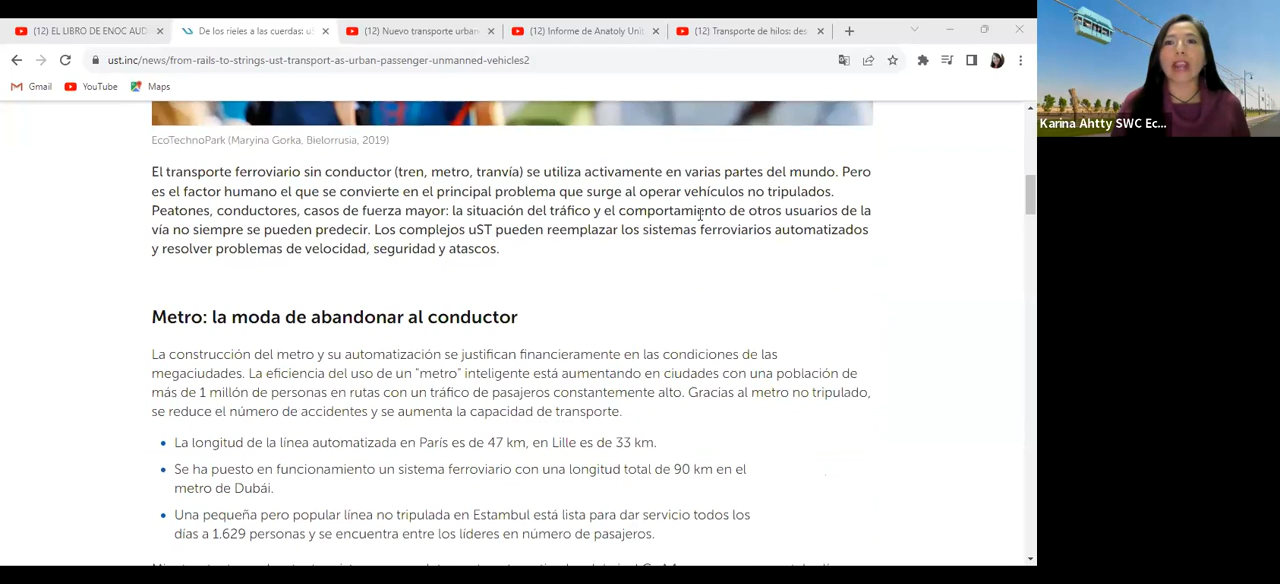 (12) EL LIBRO DE ENOC AUD
De los rieles a las cuerdas: uS
(12) Nuevo transporte urban
(12) Informe de Anatoly Unit
(12) Transporte de hilos: des
ust.inc/news/from-rails-to-strings-ust-transport-as-urban-passenger-unmanned-vehicles2
Gmail YouTube Maps
Karina Ahtty SWC Ec...
EcoTechnoPark (Maryina Gorka, Bielorrusia, 2019)
El transporte ferroviario sin conductor (tren, metro, tranvía) se utiliza activamente en varias partes del mundo. Pero
es el factor humano el que se convierte en el principal problema que surge al operar vehículos no tripulados.
Peatones, conductores, casos de fuerza mayor: la situación del tráfico y el comportamiento de otros usuarios de la
vía no siempre se pueden predecir. Los complejos uST pueden reemplazar los sistemas ferroviarios automatizados
y resolver problemas de velocidad, seguridad y atascos.
Metro: la moda de abandonar al conductor
La construcción del metro y su automatización se justifican financieramente en las condiciones de las
megaciudades. La eficiencia del uso de un "metro" inteligente está aumentando en ciudades con una población de
más de 1 millón de personas en rutas con un tráfico de pasajeros constantemente alto. Gracias al metro no tripulado,
se reduce el número de accidentes y se aumenta la capacidad de transporte.
La longitud de la línea automatizada en París es de 47 km, en Lille es de 33 km.
Se ha puesto en funcionamiento un sistema ferroviario con una longitud total de 90 km en el
metro de Dubái.
Una pequeña pero popular línea no tripulada en Estambul está lista para dar servicio todos los
días a 1.629 personas y se encuentra entre los líderes en número de pasajeros.